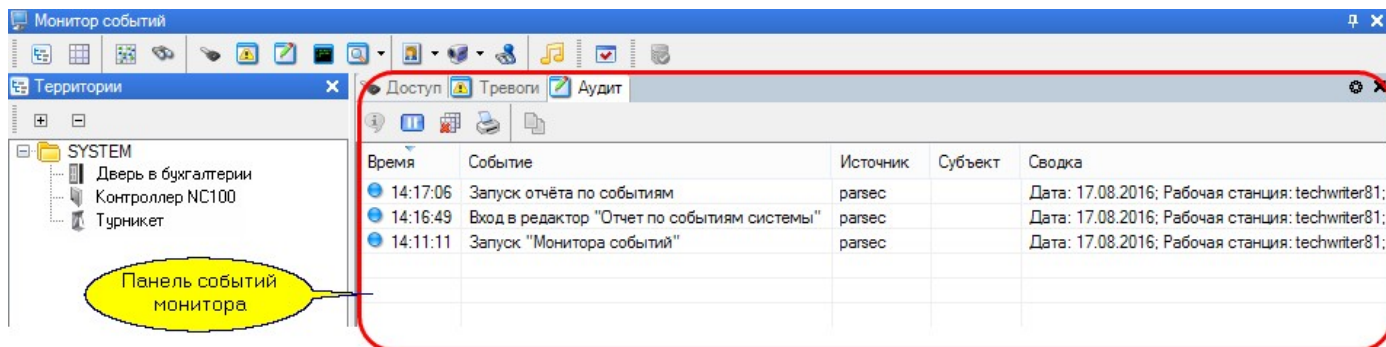 Монитор событий
Территории
Доступ Тревоги Аудит
SYSTEM
Дверь в бухгалтерии
Контроллер NC100
Турникет
Время Событие Источник Субъект Сводка
14:17:06 Запуск отчёта по событиям parsec Дата: 17.08.2016; Рабочая станция: techwriter81;
14:16:49 Вход в редактор "Отчет по событиям системы" parsec Дата: 17.08.2016; Рабочая станция: techwriter81;
14:11:11 Запуск "Монитора событий" parsec Дата: 17.08.2016; Рабочая станция: techwriter81;
Панель событий
монитора